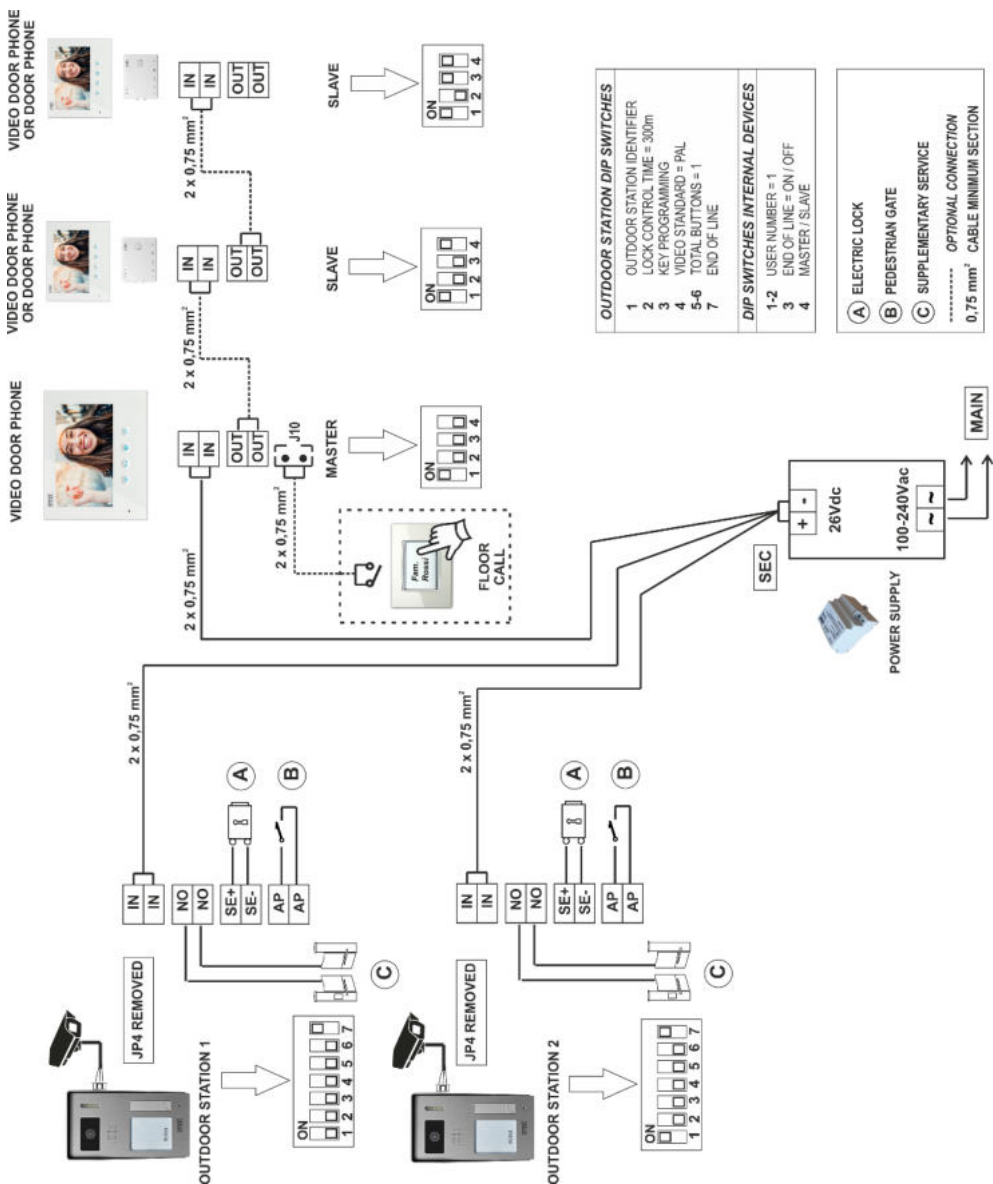 VIDEO DOOR PHONE
VIDEO DOOR PHONE
OR DOOR PHONE
VIDEO DOOR PHONE
OR DOOR PHONE
IN
IN
OUT
OUT
J10
2 x 0,75 mm²
IN
IN
OUT
OUT
2 x 0,75 mm²
IN
IN
OUT
OUT
2 x 0,75 mm²
2 x 0,75 mm²
MASTER
ON
1 2 3 4
SLAVE
ON
1 2 3 4
SLAVE
ON
1 2 3 4
Fam.
Rossi
FLOOR
CALL
OUTDOOR STATION 1
JP4 REMOVED
IN
IN
NO
NO
SE+
SE-
AP
AP
2 x 0,75 mm²
A
B
C
ON
1 2 3 4 5 6 7
OUTDOOR STATION 2
JP4 REMOVED
IN
IN
NO
NO
SE+
SE-
AP
AP
2 x 0,75 mm²
A
B
C
ON
1 2 3 4 5 6 7
POWER SUPPLY
SEC
+ -
26Vdc
100-240Vac
~ ~
MAIN
OUTDOOR STATION DIP SWITCHES
1 OUTDOOR STATION IDENTIFIER
2 LOCK CONTROL TIME = 300m
3 KEY PROGRAMMING
4 VIDEO STANDARD = PAL
5-6 TOTAL BUTTONS = 1
7 END OF LINE
DIP SWITCHES INTERNAL DEVICES
1-2 USER NUMBER = 1
3 END OF LINE = ON / OFF
4 MASTER / SLAVE
A ELECTRIC LOCK
B PEDESTRIAN GATE
C SUPPLEMENTARY SERVICE
---------- OPTIONAL CONNECTION
0,75 mm² CABLE MINIMUM SECTION